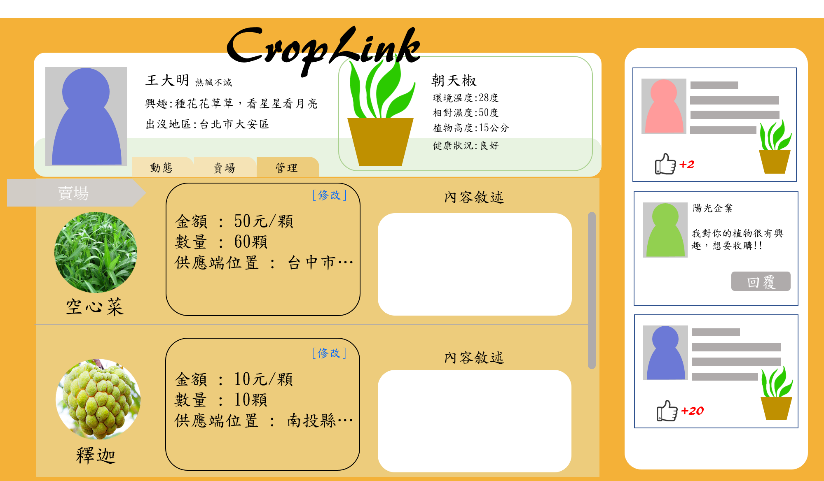 CropLink
王大明 熱鍼不減
興趣:種花花草草，看星星看月亮
出沒地區:台北市大安區
朝天椒
環境溫度:28度
相對濕度:50度
植物高度:15公分
健康狀況:良好
動態
賣場
管理
賣場
[修改]
金額 : 50元/顆
數量 : 60顆
供應端位置 : 台中市…
空心菜
內容敘述
[修改]
金額 : 10元/顆
數量 : 10顆
供應端位置 : 南投縣…
釋迦
內容敘述
+2
陽光企業
我對你的植物很有興
趣，想要收購!!
回覆
+20